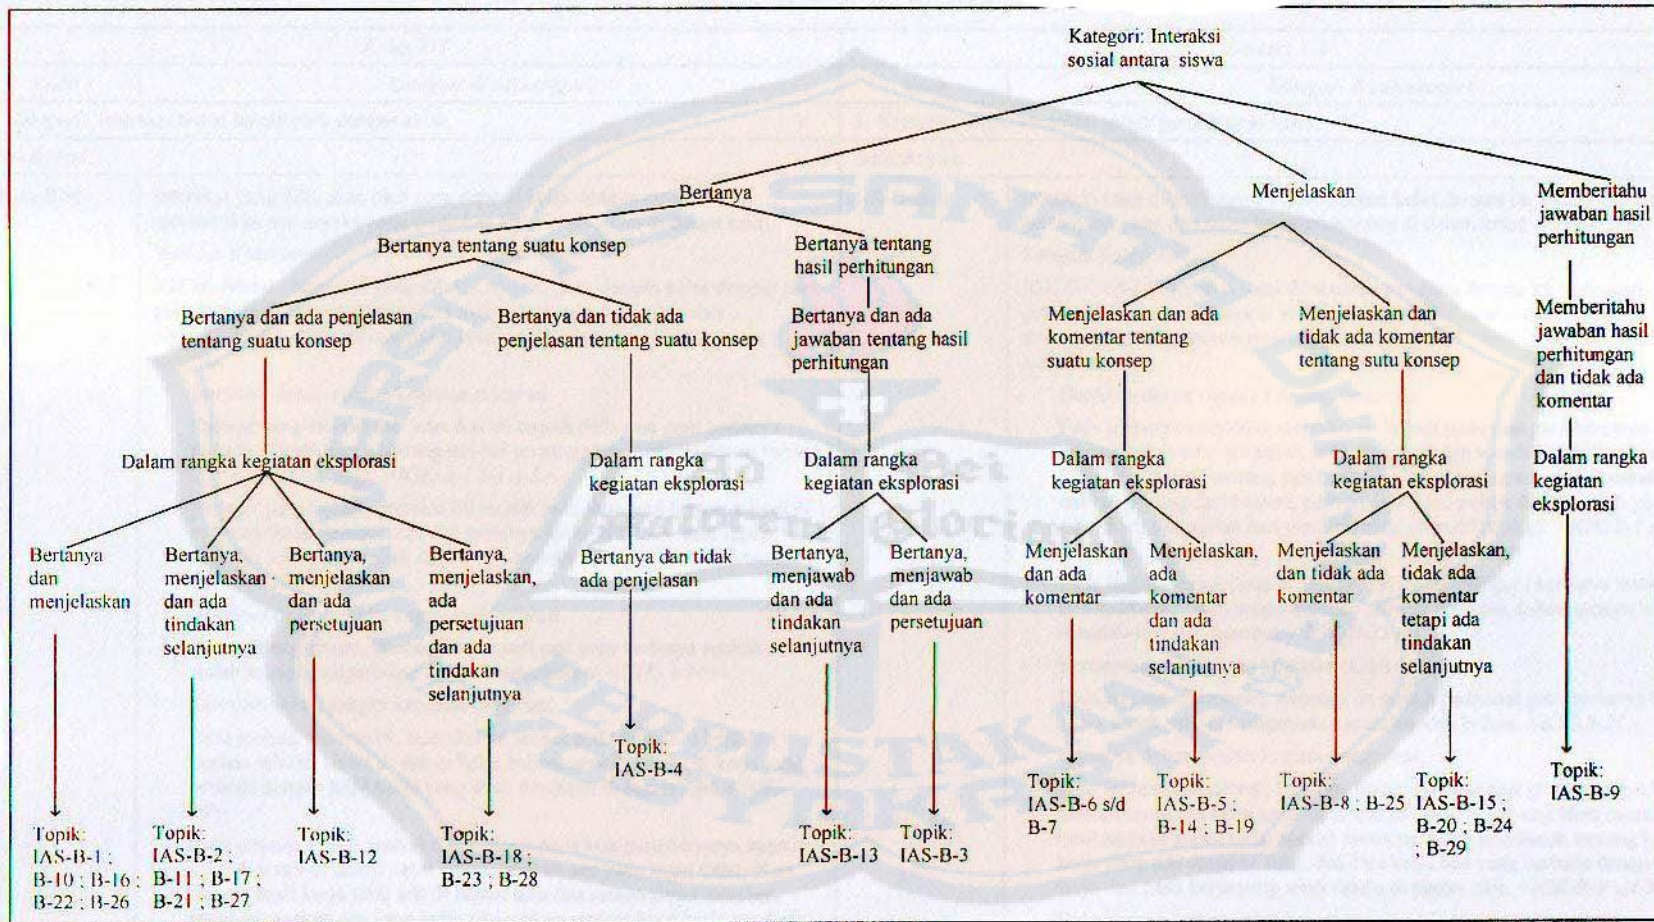 Kategori: Interaksi
sosial antara siswa
Bertanya
Menjelaskan
Memberitahu
jawaban hasil
perhitungan
Bertanya tentang suatu konsep
Bertanya tentang
hasil perhitungan
Bertanya dan ada penjelasan
tentang suatu konsep
Bertanya dan tidak ada
penjelasan tentang suatu konsep
Bertanya dan ada
jawaban tentang hasil
perhitungan
Menjelaskan dan ada
komentar tentang
suatu konsep
Menjelaskan dan
tidak ada komentar
tentang sutu konsep
Memberitahu
jawaban hasil
perhitungan
dan tidak ada
komentar
Dalam rangka kegiatan eksplorasi
Dalam rangka
kegiatan eksplorasi
Dalam rangka
kegiatan eksplorasi
Dalam rangka
kegiatan eksplorasi
Dalam rangka
kegiatan eksplorasi
Dalam rangka
kegiatan
eksplorasi
Bertanya
dan
menjelaskan
Bertanya,
menjelaskan
dan ada
tindakan
selanjutnya
Bertanya,
menjelaskan
dan ada
persetujuan
Bertanya,
menjelaskan,
ada
persetujuan
dan ada
tindakan
selanjutnya
Bertanya dan tidak
ada penjelasan
Bertanya,
menjawab
dan ada
tindakan
selanjutnya
Bertanya,
menjawab
dan ada
persetujuan
Menjelaskan
dan ada
komentar
Menjelaskan,
ada
komentar
dan ada
tindakan
selanjutnya
Menjelaskan
dan tidak ada
komentar
Menjelaskan,
tidak ada
komentar
tetapi ada
tindakan
selanjutnya
Topik:
IAS-B-1 ;
B-10 ; B-16 ;
B-22 ; B-26
Topik:
IAS-B-2 ;
B-11 ; B-17 ;
B-21 ; B-27
Topik:
IAS-B-12
Topik:
IAS-B-18 ;
B-23 ; B-28
Topik:
IAS-B-4
Topik:
IAS-B-13
Topik:
IAS-B-3
Topik:
IAS-B-6 s/d
B-7
Topik:
IAS-B-5 ;
B-14 ; B-19
Topik:
IAS-B-8 ; B-25
Topik:
IAS-B-15 ;
B-20 ; B-24
; B-29
Topik:
IAS-B-9